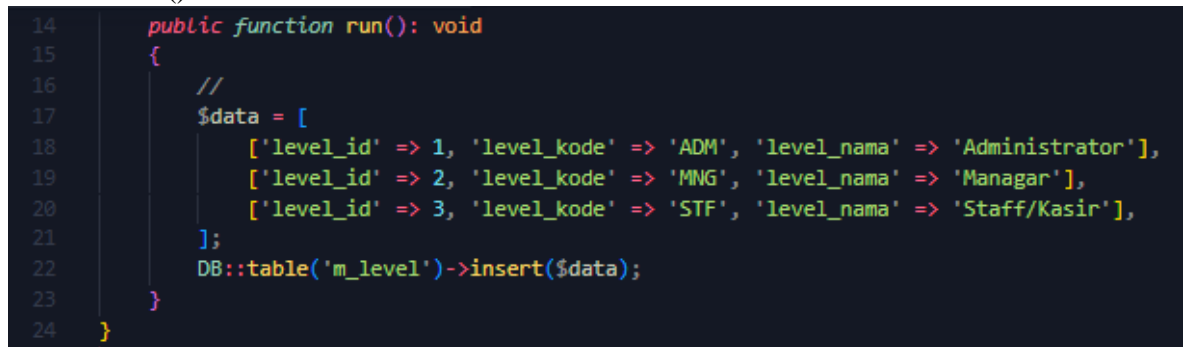 ()
14 public function run(): void
15 {
16 //
17 $data = [
18 ['level_id' => 1, 'level_kode' => 'ADM', 'level_nama' => 'Administrator'],
19 ['level_id' => 2, 'level_kode' => 'MNG', 'level_nama' => 'Managar'],
20 ['level_id' => 3, 'level_kode' => 'STF', 'level_nama' => 'Staff/Kasir'],
21 ];
22 DB::table('m_level')->insert($data);
23 }
24 }